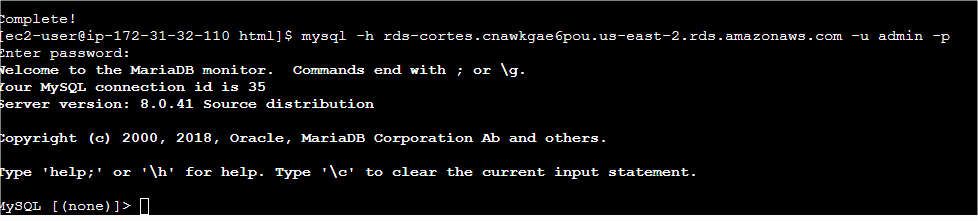 Complete!
[ec2-user@ip-172-31-32-110 html]$ mysql -h rds-cortes.cnawkgae6pou.us-east-2.rds.amazonaws.com -u admin -p
Enter password:
Welcome to the MariaDB monitor.  Commands end with ; or \g.
Your MySQL connection id is 35
Server version: 8.0.41 Source distribution

Copyright (c) 2000, 2018, Oracle, MariaDB Corporation Ab and others.

Type 'help;' or '\h' for help. Type '\c' to clear the current input statement.

MySQL [(none)]>